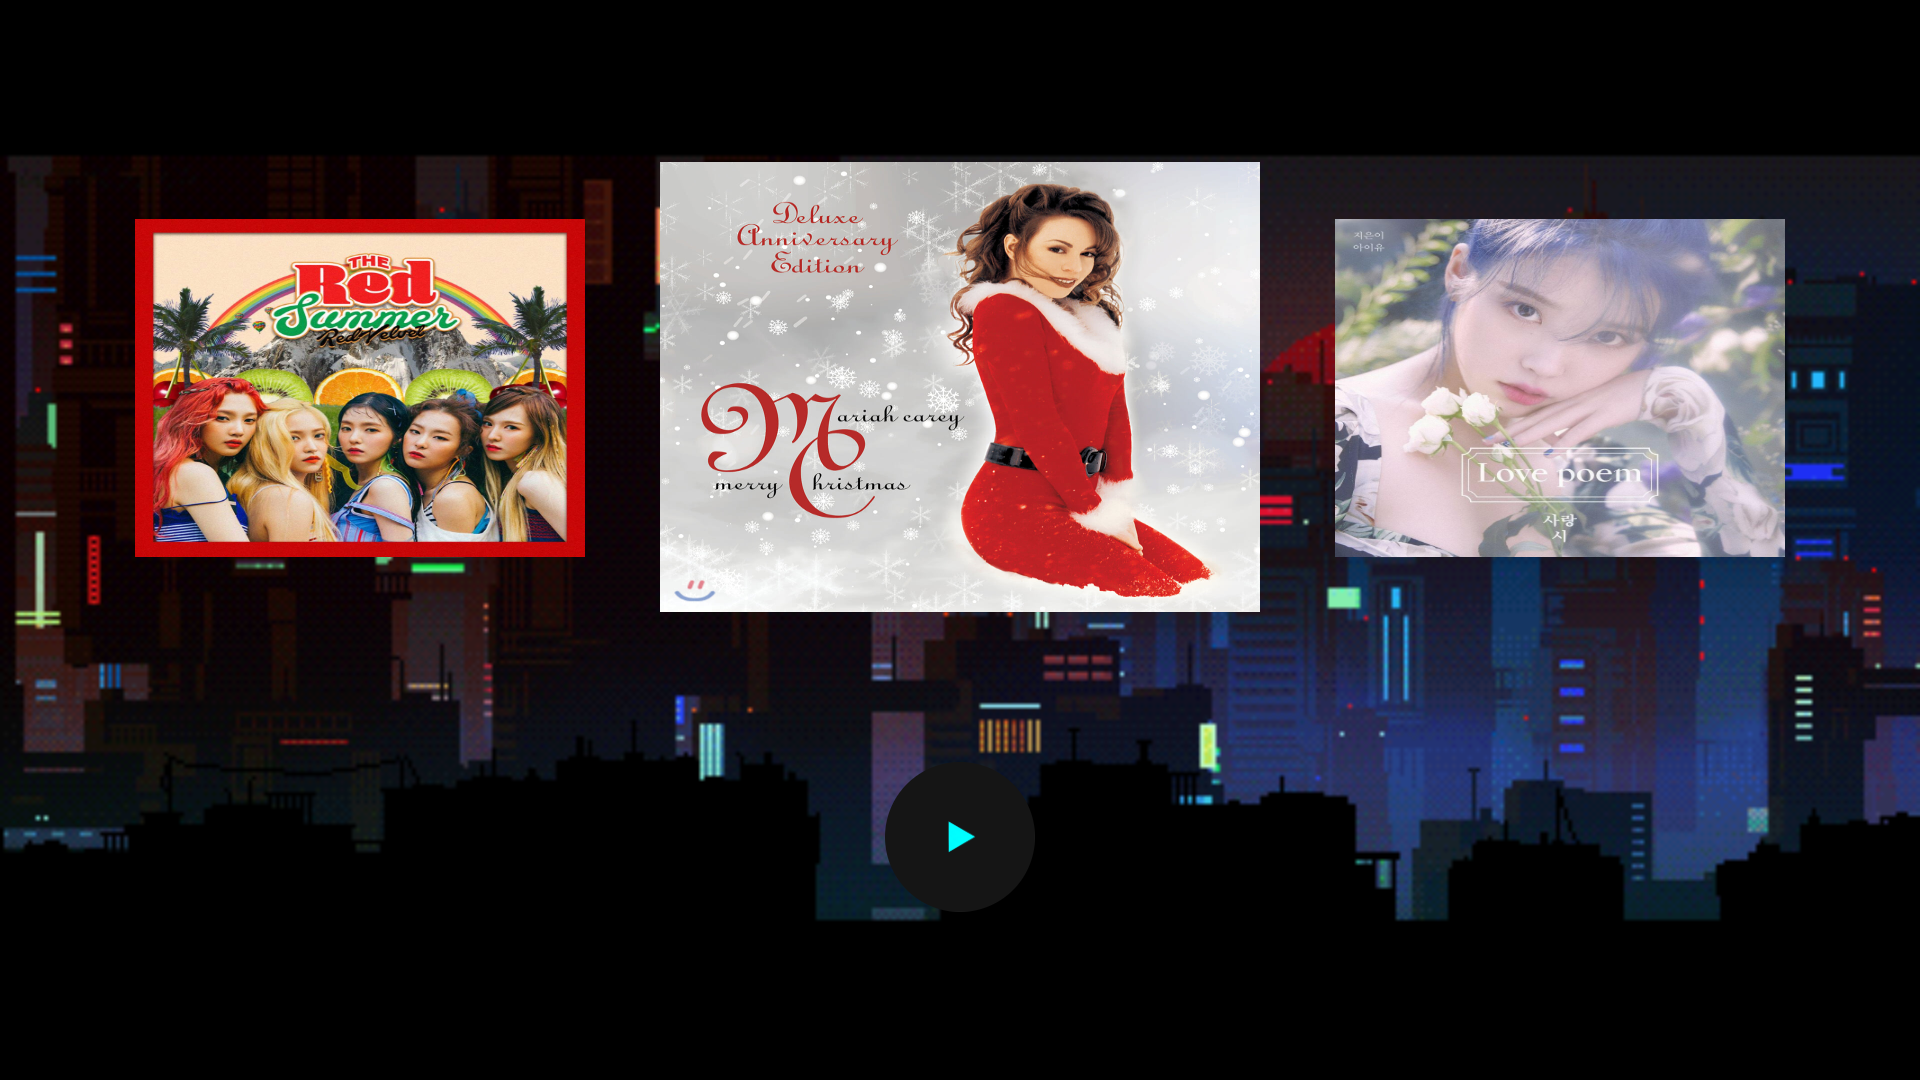 THE
Red
Summer
Red Velvet
Deluxe
Anniversary
Edition
Mariah carey
merry Christmas
지은이
아이유
Love poem
사랑
시